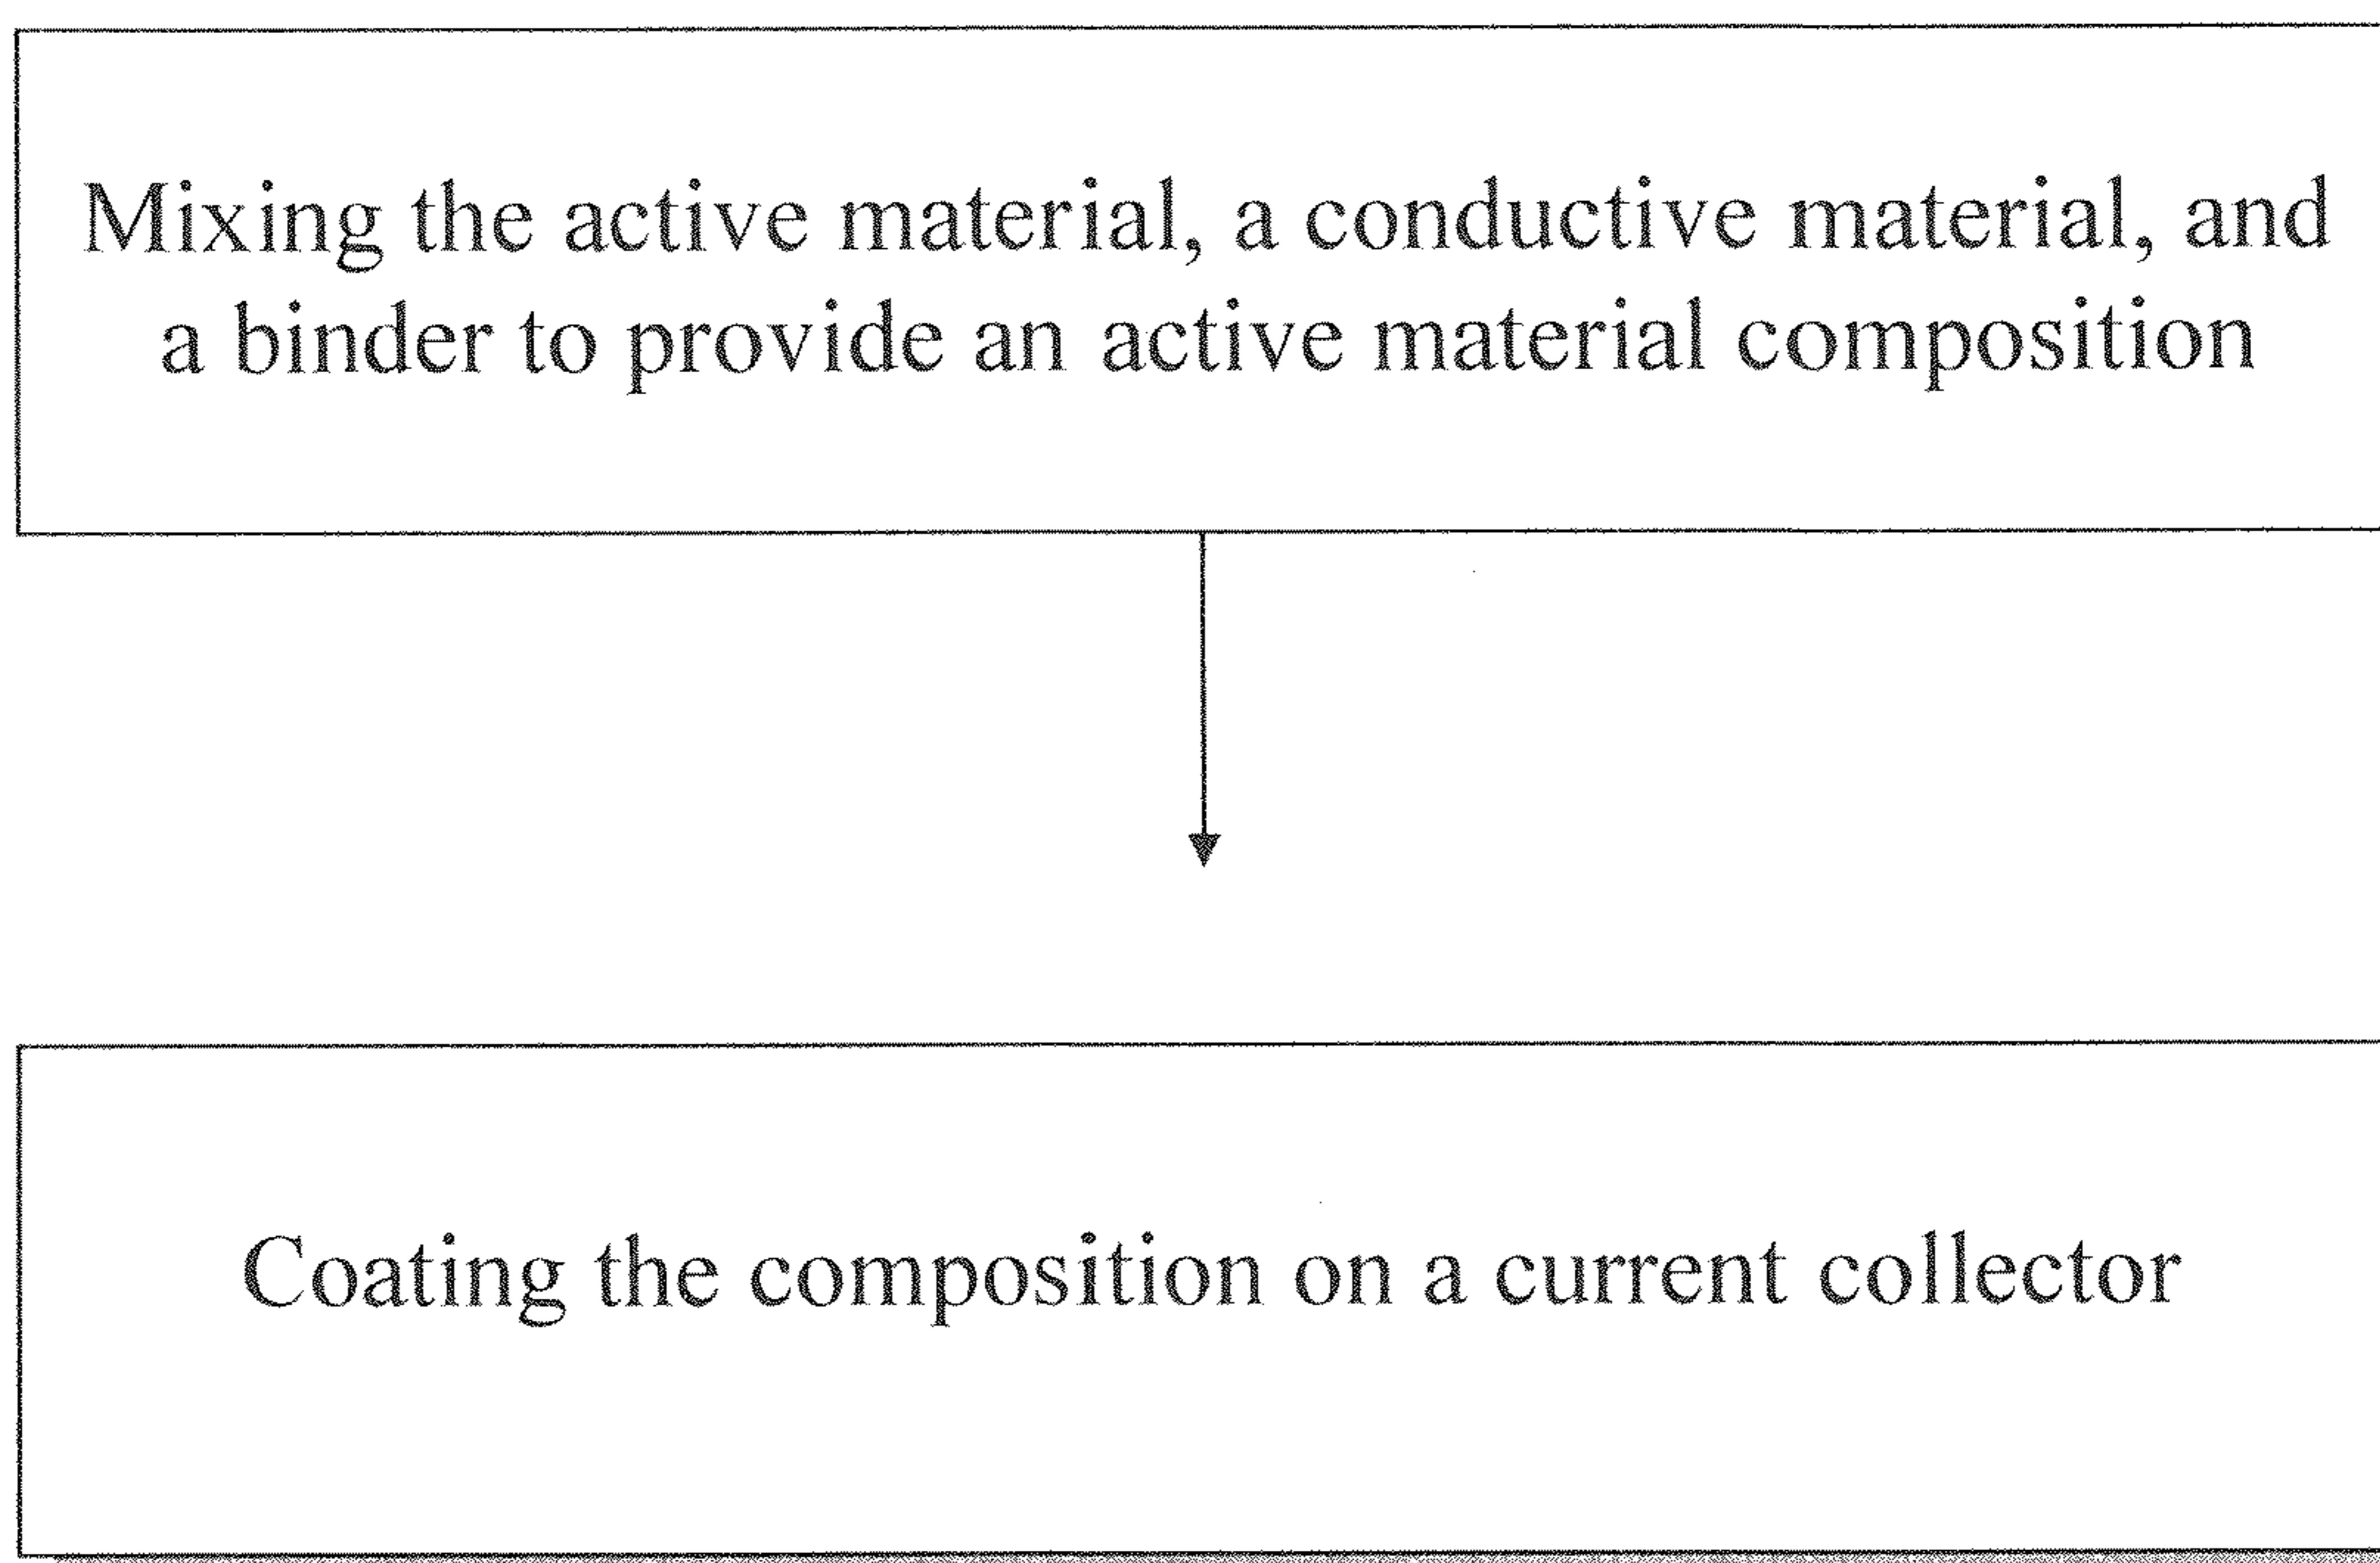 Mixing the active material, a conductive material, and
a binder to provide an active material composition
Coating the composition on a current collector